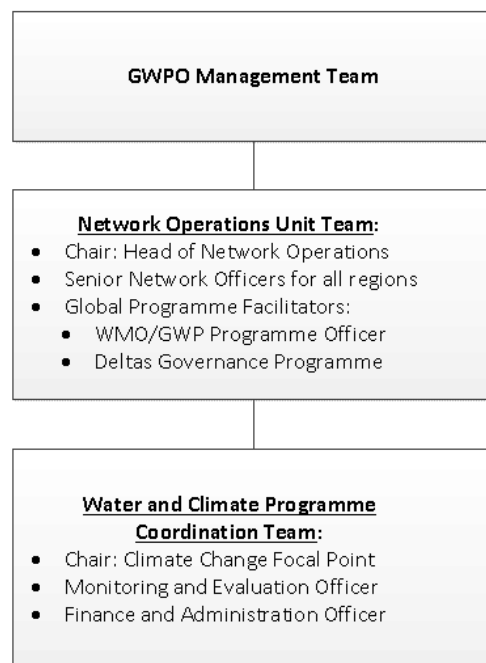 GWPO Management Team
Network Operations Unit Team:
• Chair: Head of Network Operations
• Senior Network Officers for all regions
• Global Programme Facilitators:
• WMO/GWP Programme Officer
• Deltas Governance Programme
Water and Climate Programme
Coordination Team:
• Chair: Climate Change Focal Point
• Monitoring and Evaluation Officer
• Finance and Administration Officer